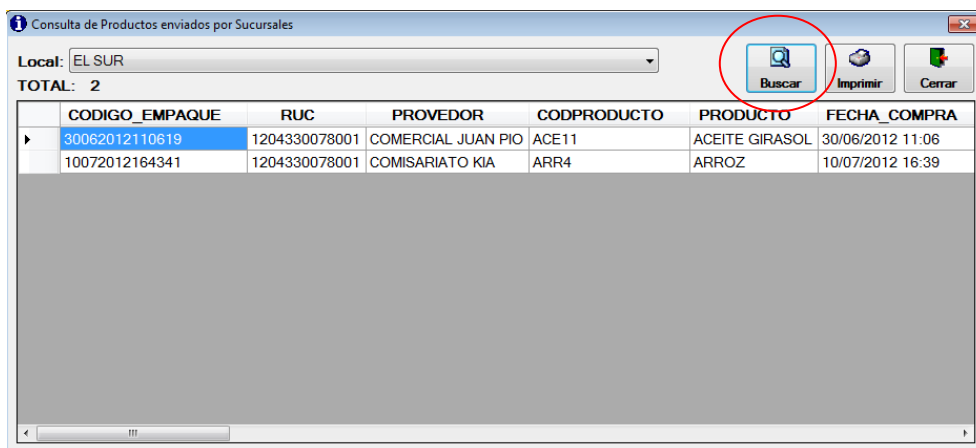 Consulta de Productos enviados por Sucursales
Local: EL SUR
Buscar Imprimir Cerrar
TOTAL: 2
CODIGO_EMPAQUE RUC PROVEDOR CODPRODUCTO PRODUCTO FECHA_COMPRA
30062012110619 1204330078001 COMERCIAL JUAN PIO ACE11 ACEITE GIRASOL 30/06/2012 11:06
10072012164341 1204330078001 COMISARIATO KIA ARR4 ARROZ 10/07/2012 16:39